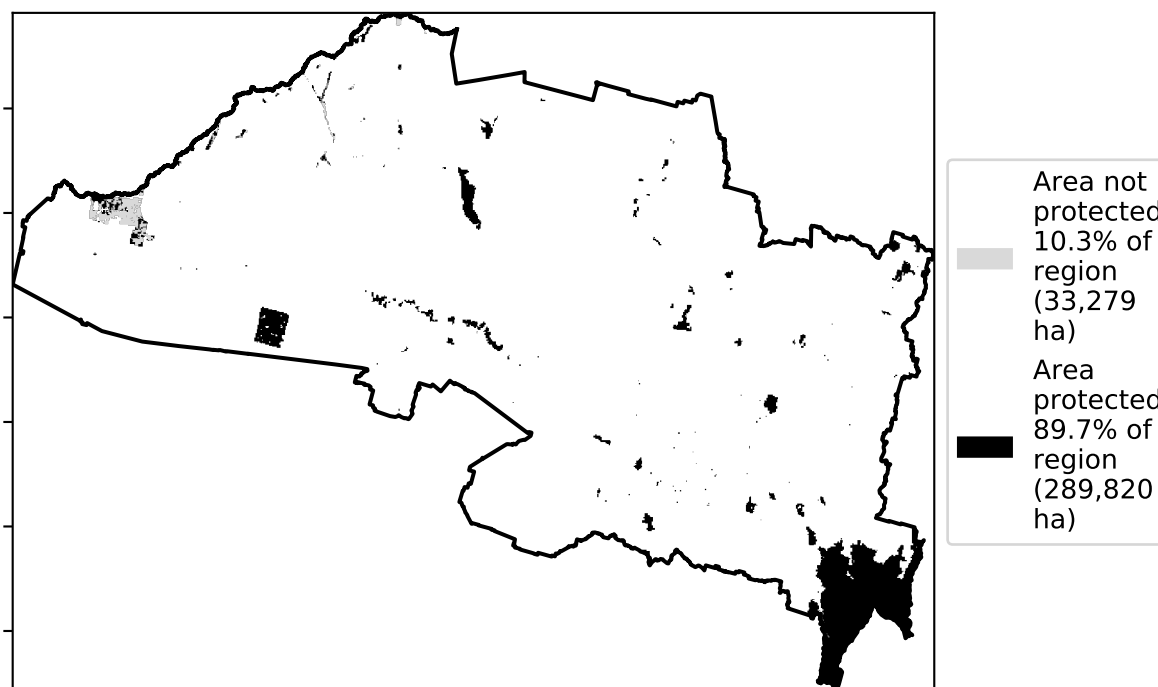 Area not
protected
10.3% of
region
(33,279
ha)
Area
protected
89.7% of
region
(289,820
ha)